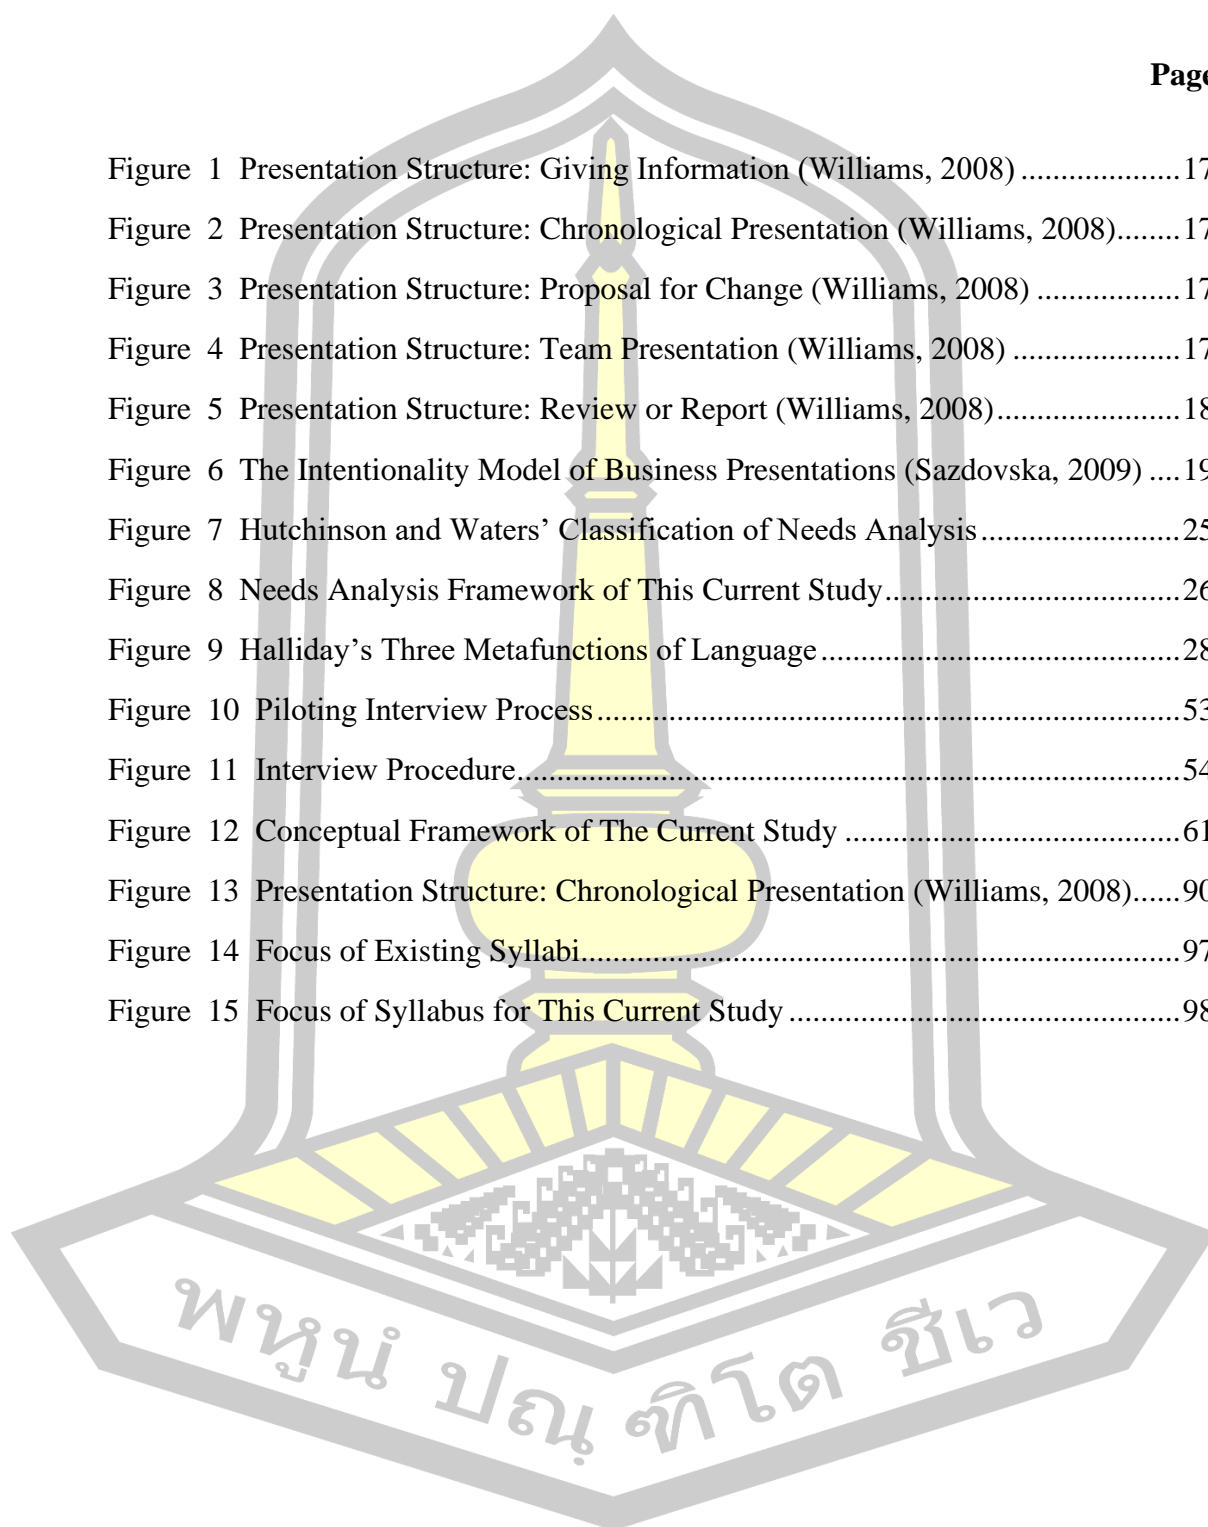 Page
Figure 1 Presentation Structure: Giving Information (Williams, 2008) ....................17
Figure 2 Presentation Structure: Chronological Presentation (Williams, 2008)........17
Figure 3 Presentation Structure: Proposal for Change (Williams, 2008) ..................17
Figure 4 Presentation Structure: Team Presentation (Williams, 2008) .....................17
Figure 5 Presentation Structure: Review or Report (Williams, 2008).......................18
Figure 6 The Intentionality Model of Business Presentations (Sazdovska, 2009) ....19
Figure 7 Hutchinson and Waters’ Classification of Needs Analysis.........................25
Figure 8 Needs Analysis Framework of This Current Study.....................................26
Figure 9 Halliday’s Three Metafunctions of Language.............................................28
Figure 10 Piloting Interview Process.........................................................................53
Figure 11 Interview Procedure..................................................................................54
Figure 12 Conceptual Framework of The Current Study ..........................................61
Figure 13 Presentation Structure: Chronological Presentation (Williams, 2008)......90
Figure 14 Focus of Existing Syllabi...........................................................................97
Figure 15 Focus of Syllabus for This Current Study .................................................98
พหูนํ ปณฺฑิโต ชีเว